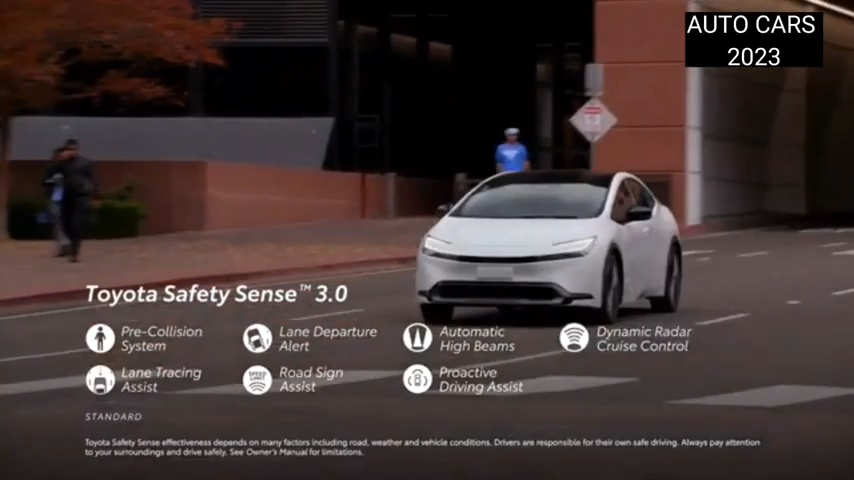 AUTO CARS
2023
Toyota Safety Sense™ 3.0
Pre-Collision
System
Lane Departure
Alert
Automatic
High Beams
Dynamic Radar
Cruise Control
Lane Tracing
Assist
SPEED
LIMIT
Road Sign
Assist
Proactive
Driving Assist
STANDARD
Toyota Safety Sense effectiveness depends on many factors including road, weather and vehicle conditions. Drivers are responsible for their own safe driving. Always pay attention
to your surroundings and drive safely. See Owner's Manual for limitations.